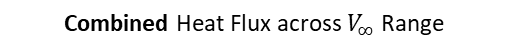 Combined Heat Flux across V∞ Range